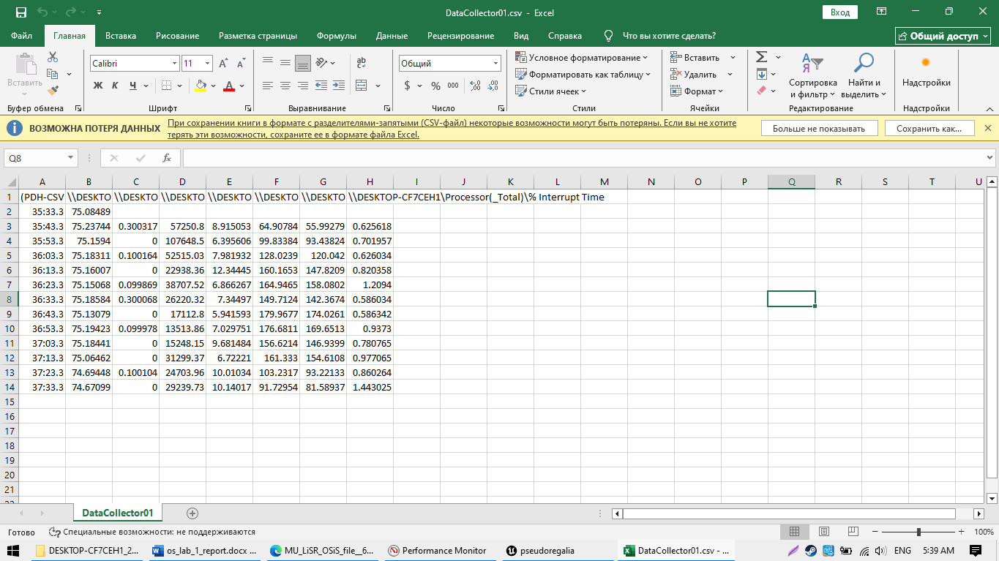 DataCollector01.csv - Excel
Вход
Файл Главная Вставка Рисование Разметка страницы Формулы Данные Рецензирование Вид Справка Что вы хотите сделать? Общий доступ
Вставить
Буфер обмена
Calibri 11
Ж К Ч
Шрифт
Выравнивание
Общий
$ % 000
Число
Условное форматирование
Форматировать как таблицу
Стили ячеек
Стили
Вставить
Удалить
Формат
Ячейки
Сортировка и фильтр
Найти и выделить
Редактирование
Настройки
Настройки
ВОЗМОЖНА ПОТЕРЯ ДАННЫХ
При сохранении книги в формате с разделителями-запятыми (CSV-файл) некоторые возможности могут быть потеряны. Если вы не хотите
терять эти возможности, сохраните ее в формате файла Excel.
Больше не показывать
Сохранить как...
Q8
fx
A B C D E F G H I J K L M N O P Q R S T U
1 (PDH-CSV \\DESKTO \\DESKTO \\DESKTO \\DESKTO \\DESKTO \\DESKTO \\DESKTOP-CF7CEH1\Processor(_Total)\% Interrupt Time
2 35:33.3 75.08489
3 35:43.3 75.23744 0.300317 57250.8 8.915053 64.90784 55.99279 0.625618
4 35:53.3 75.1594 0 107648.5 6.395606 99.83384 93.43824 0.701957
5 36:03.3 75.18311 0.100164 52515.03 7.981932 128.0239 120.042 0.626034
6 36:13.3 75.16007 0 22938.36 12.34445 160.1653 147.8209 0.820358
7 36:23.3 75.15068 0.099869 38707.52 6.866267 164.9465 158.0802 1.2094
8 36:33.3 75.18584 0.300068 26220.32 7.34497 149.7124 142.3674 0.586034
9 36:43.3 75.13079 0 17112.8 5.941593 179.9677 174.0261 0.586342
10 36:53.3 75.19423 0.099978 13513.86 7.029751 176.6811 169.6513 0.9373
11 37:03.3 75.18441 0 15248.15 9.681484 156.6214 146.9399 0.780765
12 37:13.3 75.06462 0 31299.37 6.72221 161.333 154.6108 0.977065
13 37:23.3 74.69448 0.100104 24703.96 10.01034 103.2317 93.22133 0.860264
14 37:33.3 74.67099 0 29239.73 10.14017 91.72954 81.58937 1.443025
15
16
17
18
19
20
21
DataCollector01
Готово
Специальные возможности: не поддерживаются
100%
DESKTOP-CF7CEH1_2...
os_lab_1_report.docx ...
MU_LiSR_OSiS_file__6...
Performance Monitor
pseudoregalia
DataCollector01.csv - ...
ENG
5:39 AM